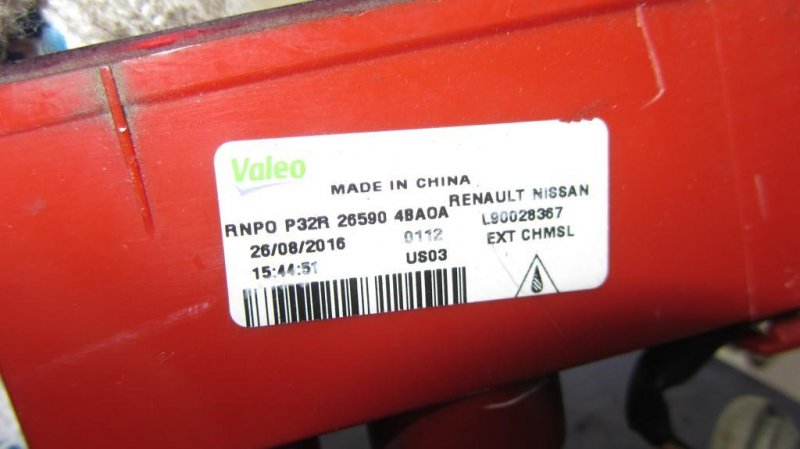 Valeo
MADE IN CHINA
RENAULT NISSAN
RNPO P32R 26590 4BA0A
L90028367
26/08/2016 0112
EXT CHMSL
15:44:51 US03